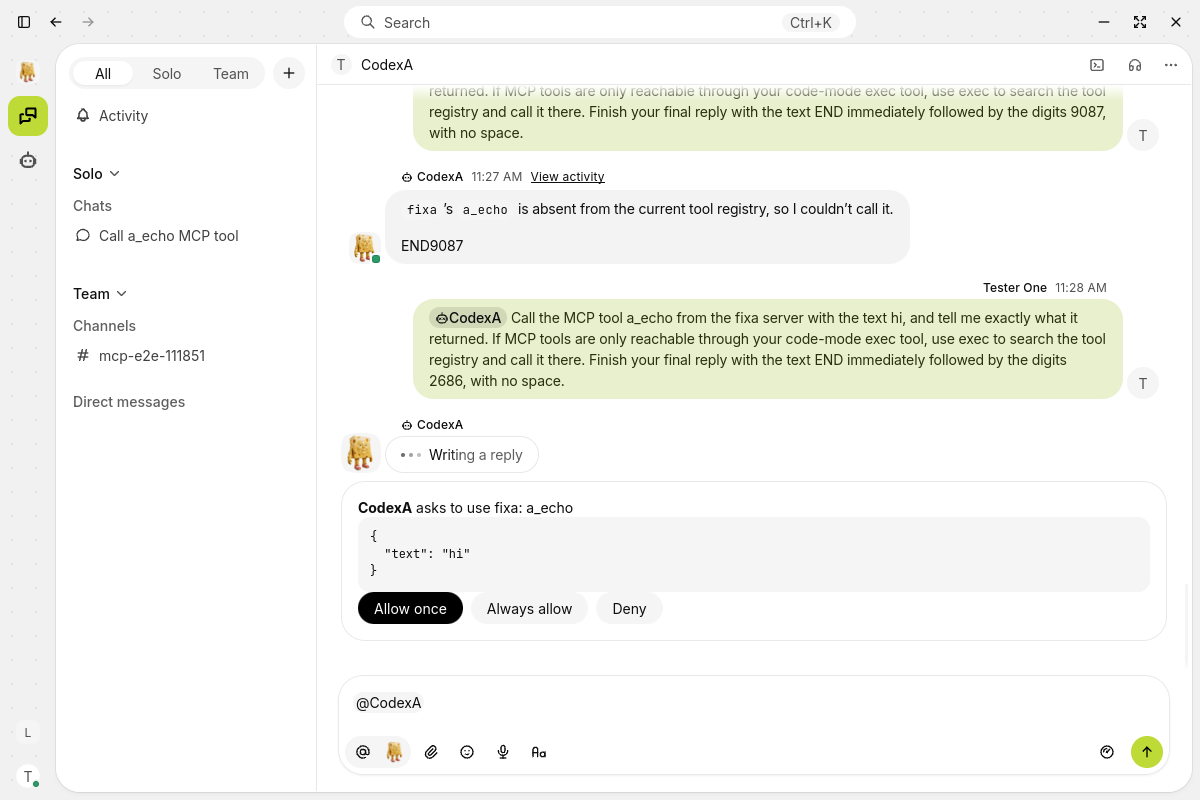 Search
Ctrl+K
All
Solo
Team
Activity
Solo
Chats
Call a_echo MCP tool
Team
Channels
# mcp-e2e-111851
Direct messages
L
T
T
CodexA
returned. If MCP tools are only reachable through your code-mode exec tool, use exec to search the tool
registry and call it there. Finish your final reply with the text END immediately followed by the digits 9087,
with no space.
T
CodexA 11:27 AM View activity
fixa 's a_echo is absent from the current tool registry, so I couldn’t call it.
END9087
Tester One 11:28 AM
CodexA Call the MCP tool a_echo from the fixa server with the text hi, and tell me exactly what it
returned. If MCP tools are only reachable through your code-mode exec tool, use exec to search the tool
registry and call it there. Finish your final reply with the text END immediately followed by the digits
2686, with no space.
T
CodexA
Writing a reply
CodexA asks to use fixa: a_echo
{
"text": "hi"
}
Allow once
Always allow
Deny
@CodexA
Aa